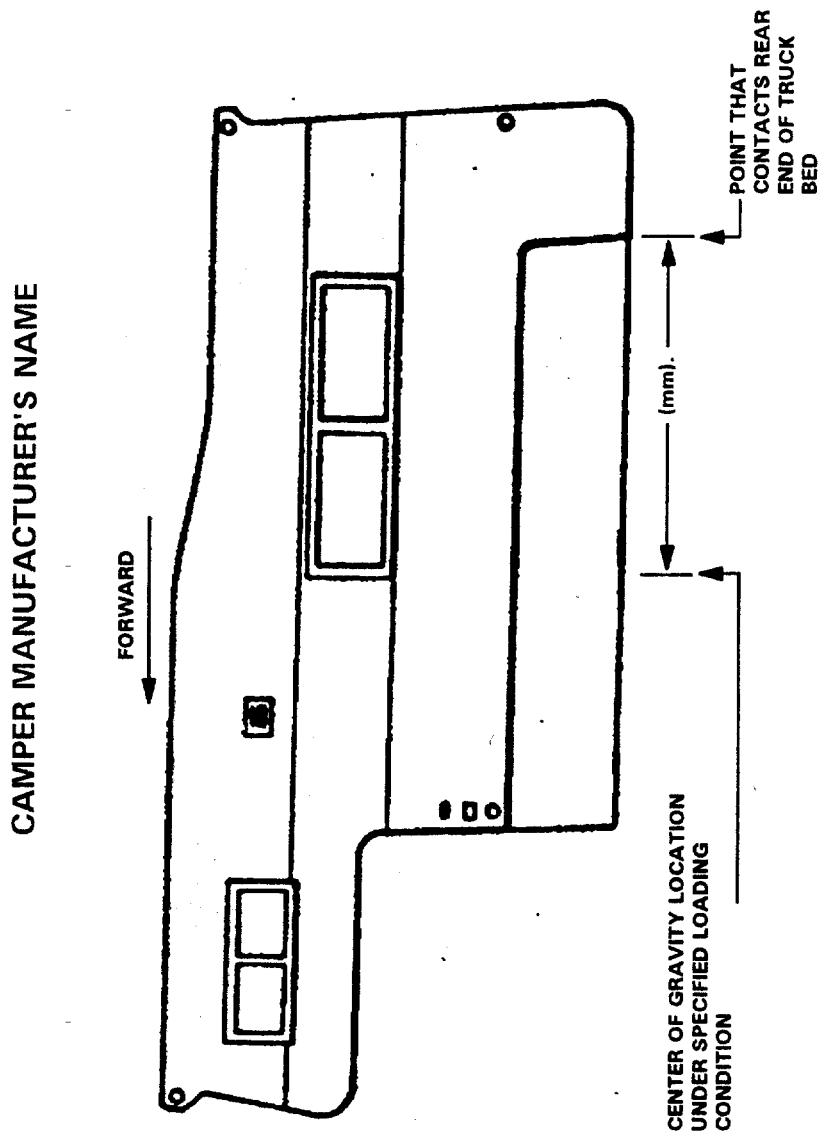 CAMPER MANUFACTURER'S NAME
FORWARD
(mm).
POINT THAT
CONTACTS REAR
END OF TRUCK
BED
CENTER OF GRAVITY LOCATION
UNDER SPECIFIED LOADING
CONDITION